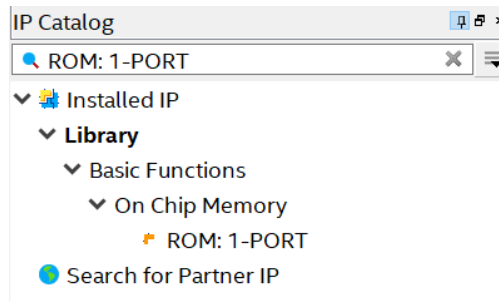 IP Catalog
ROM: 1-PORT
Installed IP
Library
Basic Functions
On Chip Memory
ROM: 1-PORT
Search for Partner IP